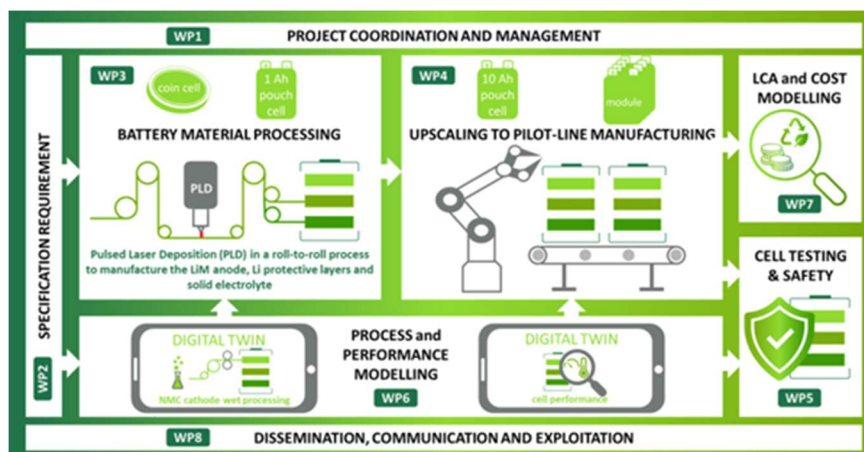 WP1 PROJECT COORDINATION AND MANAGEMENT
WP2 SPECIFICATION REQUIREMENT
WP3
coin cell
1 Ah
pouch
cell
BATTERY MATERIAL PROCESSING
PLD
Pulsed Laser Deposition (PLD) in a roll-to-roll process
to manufacture the LiM anode, Li protective layers and
solid electrolyte
WP4
10 Ah
pouch
cell
module
UPSCALING TO PILOT-LINE MANUFACTURING
LCA and COST
MODELLING
WP7
CELL TESTING
& SAFETY
WP5
DIGITAL TWIN
NMC cathode wet processing
PROCESS and
PERFORMANCE
MODELLING
WP6
DIGITAL TWIN
cell performance
WP8 DISSEMINATION, COMMUNICATION AND EXPLOITATION